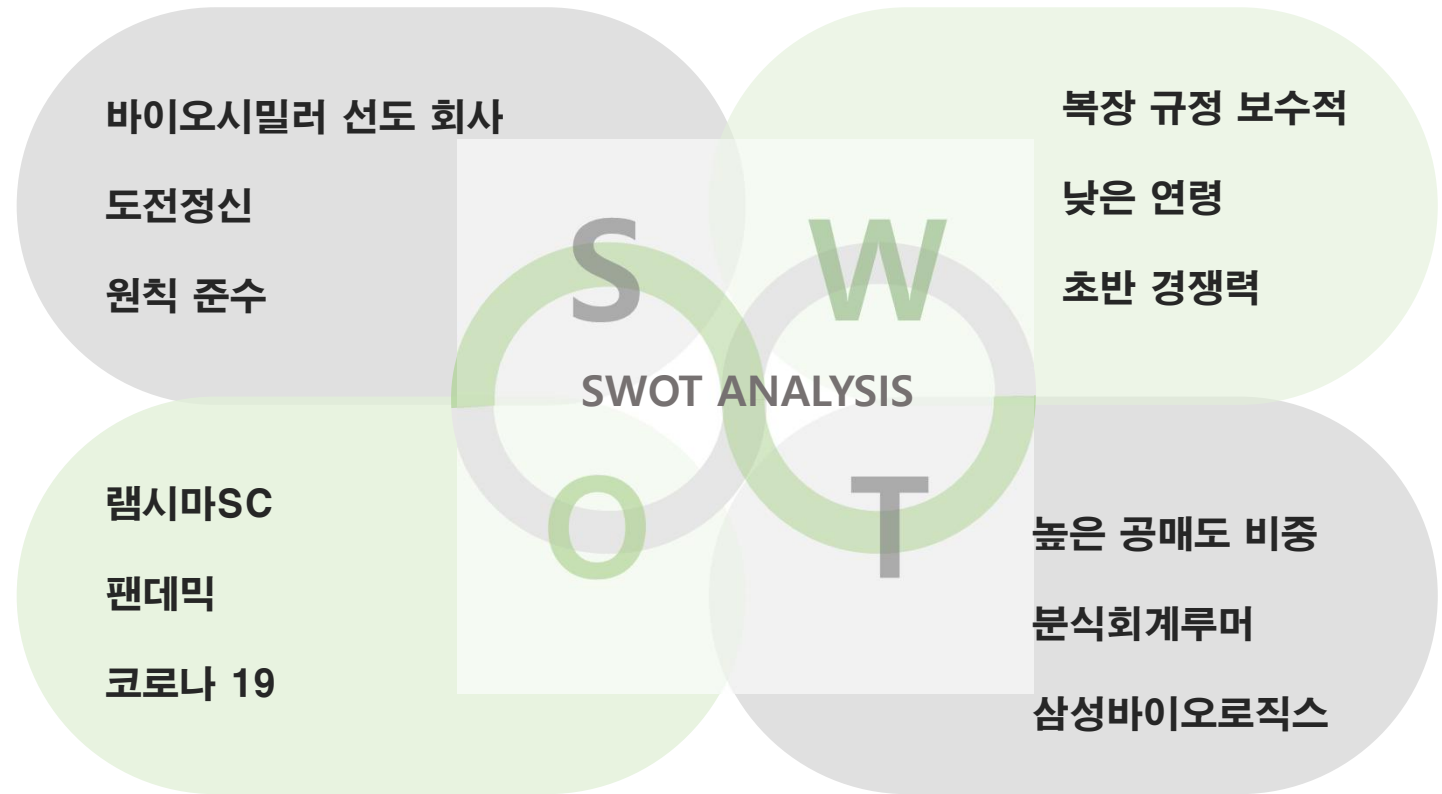 바이오시밀러 선도 회사
도전정신
원칙 준수
복장 규정 보수적
낮은 연령
초반 경쟁력
S
W
SWOT ANALYSIS
O
T
램시마SC
팬데믹
코로나 19
높은 공매도 비중
분식회계루머
삼성바이오로직스